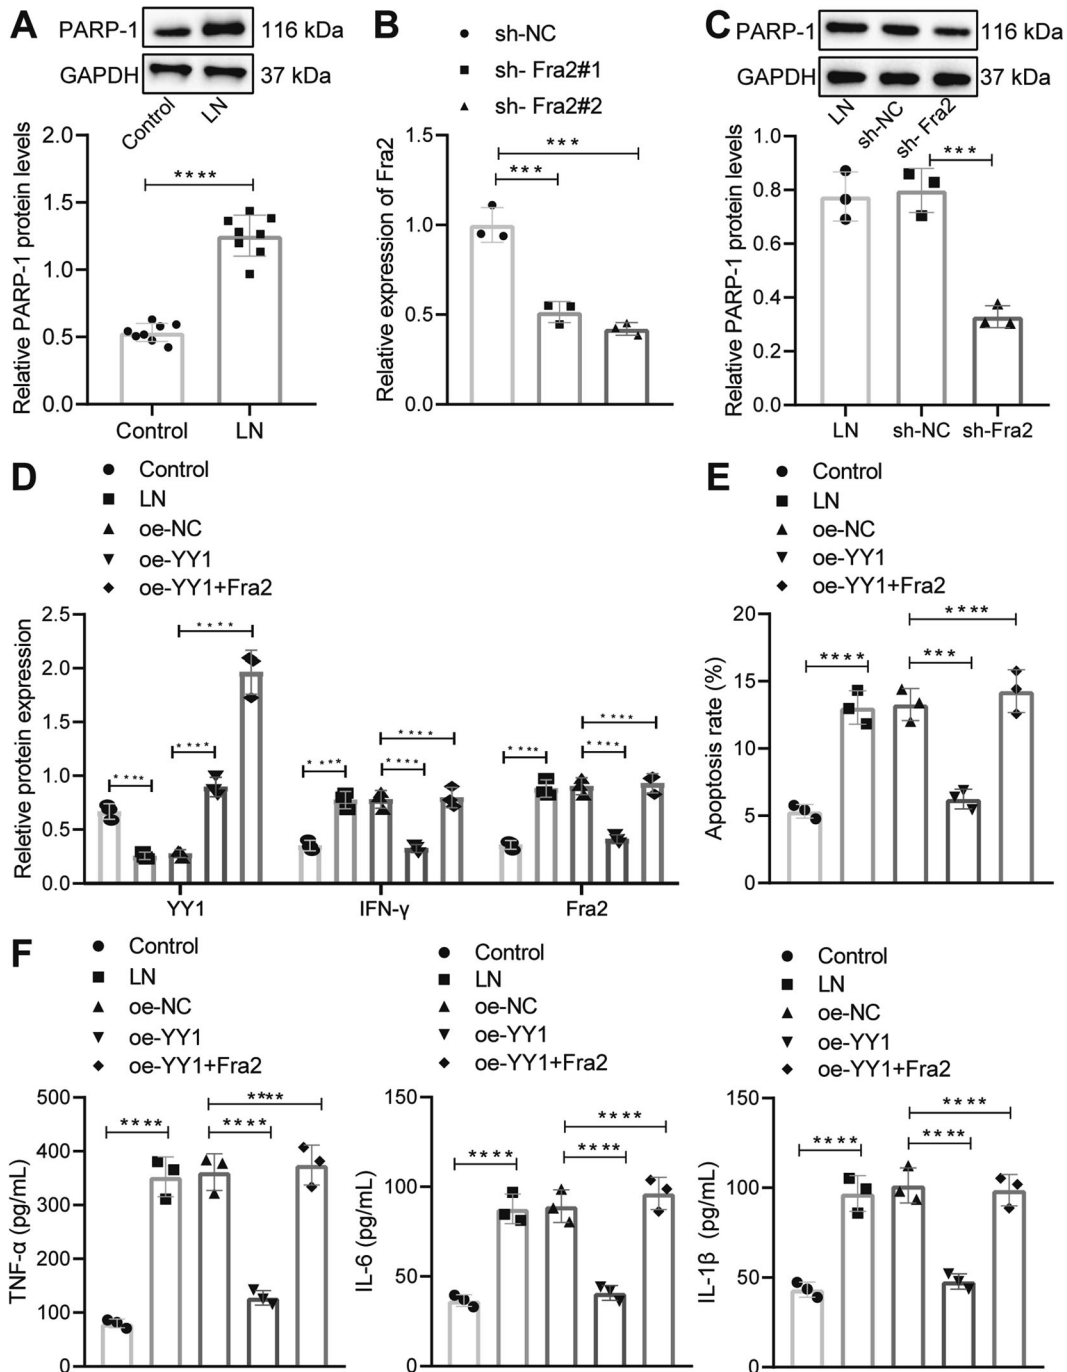 A
PARP-1
116 kDa
GAPDH
37 kDa
Control
LN
Relative PARP-1 protein levels
2.0
1.5
1.0
0.5
0.0
****
Control
LN
B
sh-NC
sh- Fra2#1
sh- Fra2#2
Relative expression of Fra2
1.5
1.0
0.5
0.0
***
***
C
PARP-1
116 kDa
GAPDH
37 kDa
LN
sh-NC
sh- Fra2
Relative PARP-1 protein levels
1.0
0.8
0.6
0.4
0.2
0.0
***
LN
sh-NC
sh-Fra2
D
Control
LN
oe-NC
oe-YY1
oe-YY1+Fra2
Reletive protein expression
2.5
2.0
1.5
1.0
0.5
0.0
****
****
****
****
****
****
****
****
****
YY1
IFN-γ
Fra2
E
Control
LN
oe-NC
oe-YY1
oe-YY1+Fra2
Apoptosis rate (%)
20
15
10
5
0
****
****
***
F
Control
LN
oe-NC
oe-YY1
oe-YY1+Fra2
TNF-α (pg/mL)
500
400
300
200
100
0
****
****
****
Control
LN
oe-NC
oe-YY1
oe-YY1+Fra2
IL-6 (pg/mL)
150
100
50
0
****
****
****
Control
LN
oe-NC
oe-YY1
oe-YY1+Fra2
IL-1β (pg/mL)
150
100
50
0
****
****
****